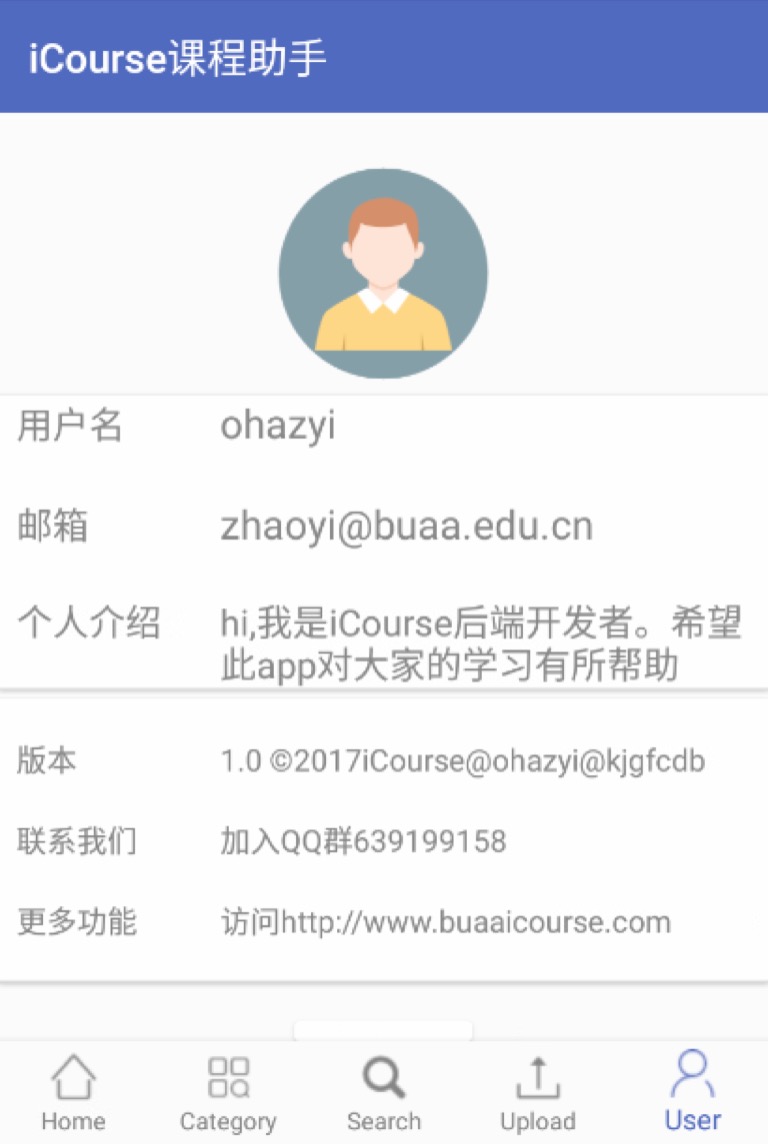 iCourse课程助手
用户名 ohazyi
邮箱 zhaoyi@buaa.edu.cn
个人介绍 hi,我是iCourse后端开发者。希望
此app对大家的学习有所帮助
版本 1.0 ©2017iCourse@ohazyi@kjgfcdb
联系我们 加入QQ群639199158
更多功能 访问http://www.buaaicourse.com
Home Category Search Upload User